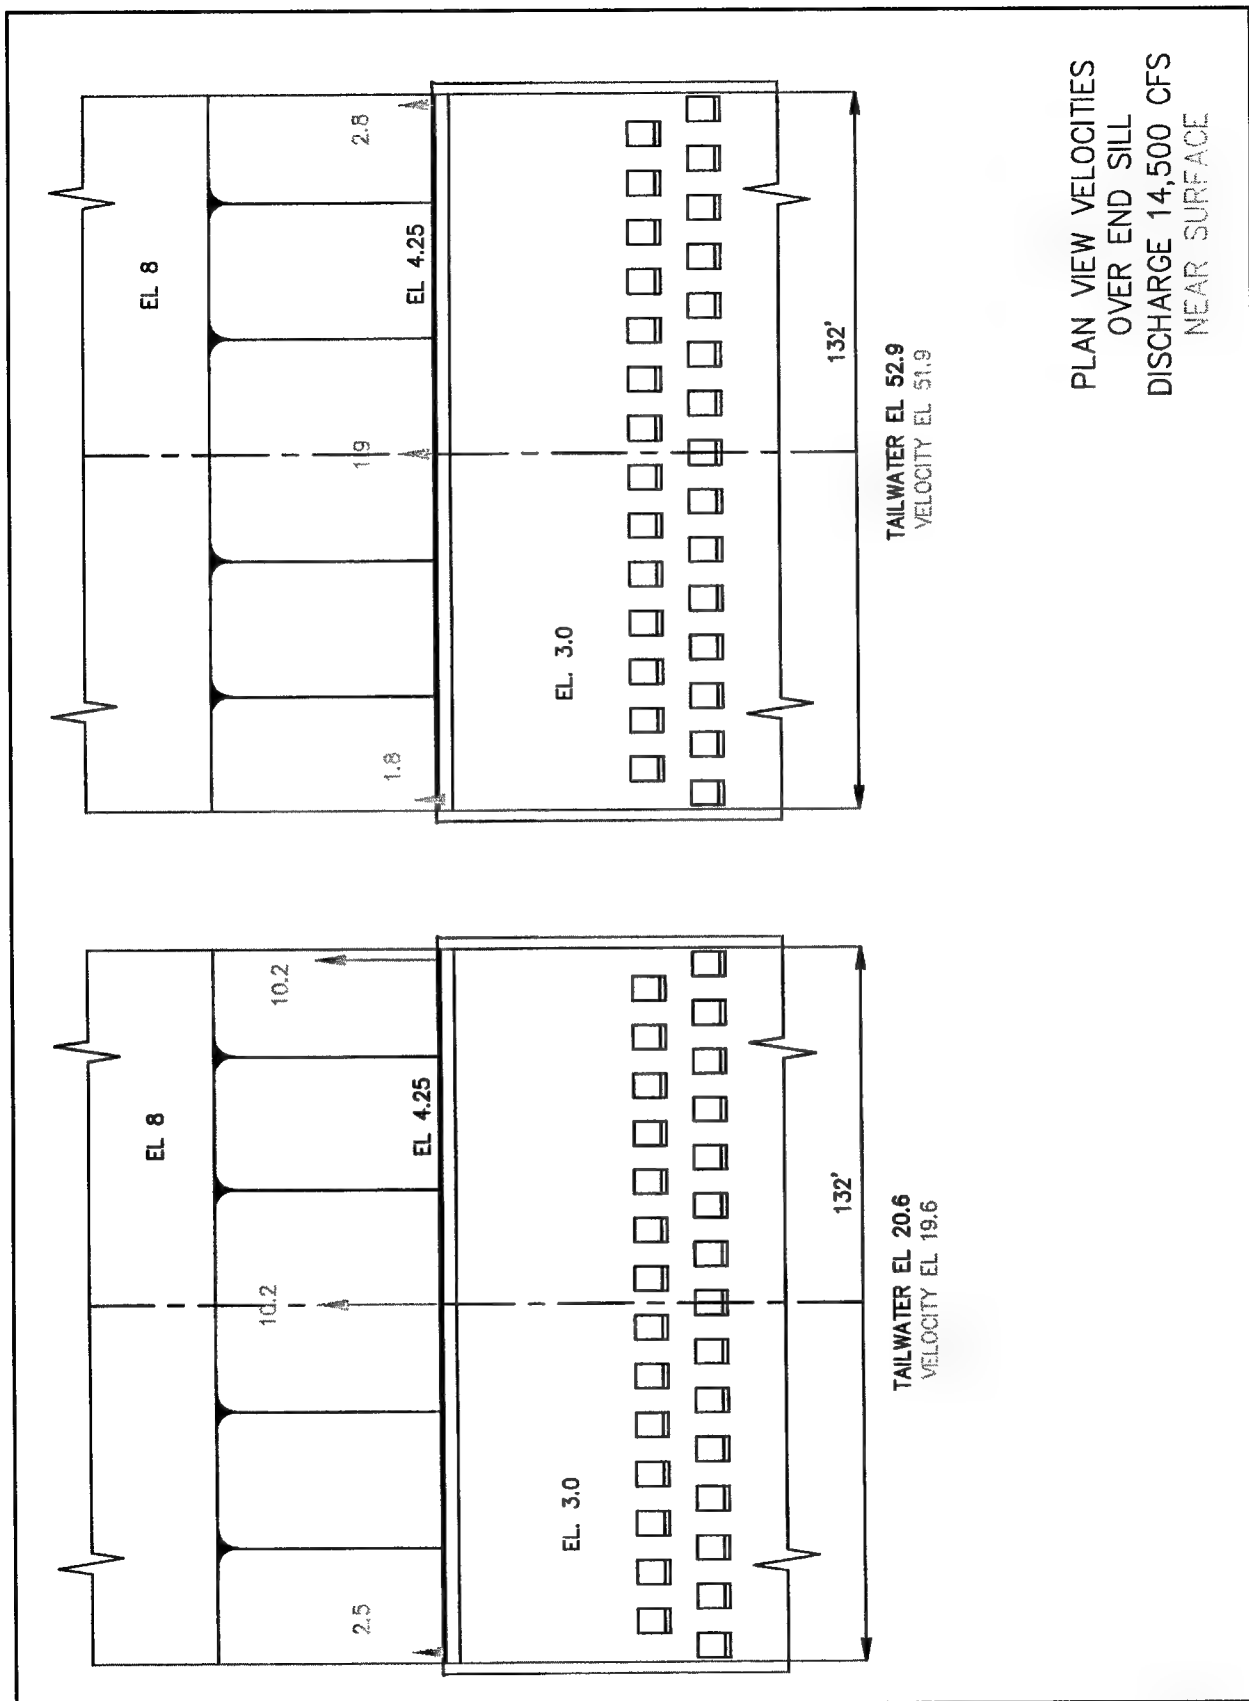 EL 8
2.5
10.2
10.2
EL 4.25
EL. 3.0
132'
TAILWATER EL 20.6
VELOCITY EL 19.6
EL 8
1.8
1.9
2.8
EL 4.25
EL. 3.0
132'
TAILWATER EL 52.9
VELOCITY EL 51.9
PLAN VIEW VELOCITIES
OVER END SILL
DISCHARGE 14,500 CFS
NEAR SURFACE